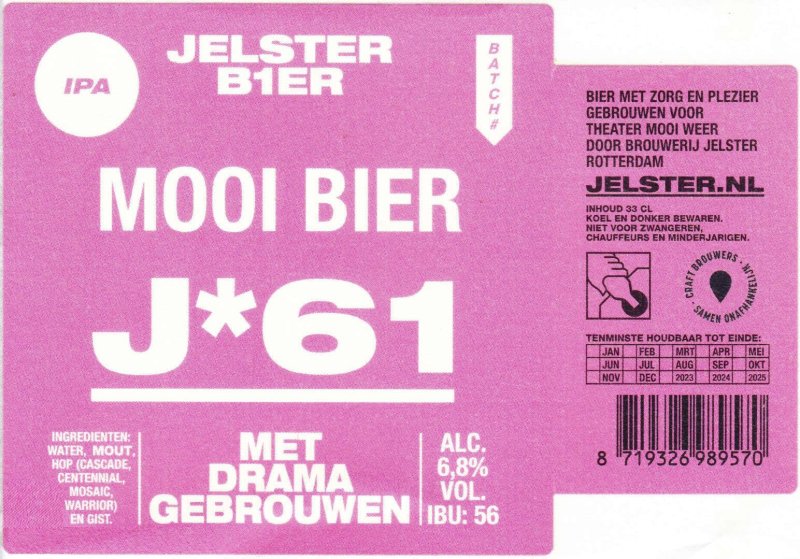 IPA
JELSTER
B1ER
BATCH#
MOOI BIER
J*61
INGREDIENTEN:
WATER, MOUT,
HOP (CASCADE,
CENTENNIAL,
MOSAIC,
WARRIOR)
EN GIST.
MET
DRAMA
GEBROUWEN
ALC.
6,8%
VOL.
IBU: 56
BIER MET ZORG EN PLEZIER
GEBROUWEN VOOR
THEATER MOOI WEER
DOOR BROUWERIJ JELSTER
ROTTERDAM
JELSTER.NL
INHOUD 33 CL
KOEL EN DONKER BEWAREN.
NIET VOOR ZWANGEREN,
CHAUFFEURS EN MINDERJARIGEN.
CRAFT BROUWERS ·
SAMEN ONAFHANKELIJK ·
TENMINSTE HOUDBAAR TOT EINDE:
JAN FEB MRT APR MEI
JUN JUL AUG SEP OKT
NOV DEC 2023 2024 2025
8 719326 989570